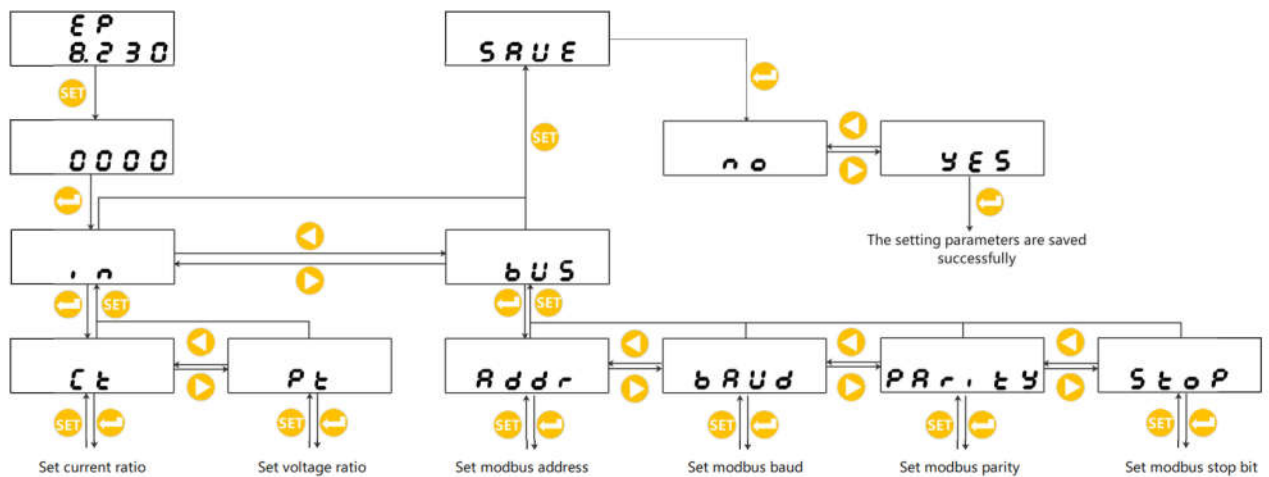 EP
8.230
SAVE
SET
0000
SET
no
YES
The setting parameters are saved
successfully
in
bUS
SET
SET
Ct
Pt
Addr
bAUd
PAritY
StoP
SET
SET
SET
SET
SET
SET
Set current ratio
Set voltage ratio
Set modbus address
Set modbus baud
Set modbus parity
Set modbus stop bit